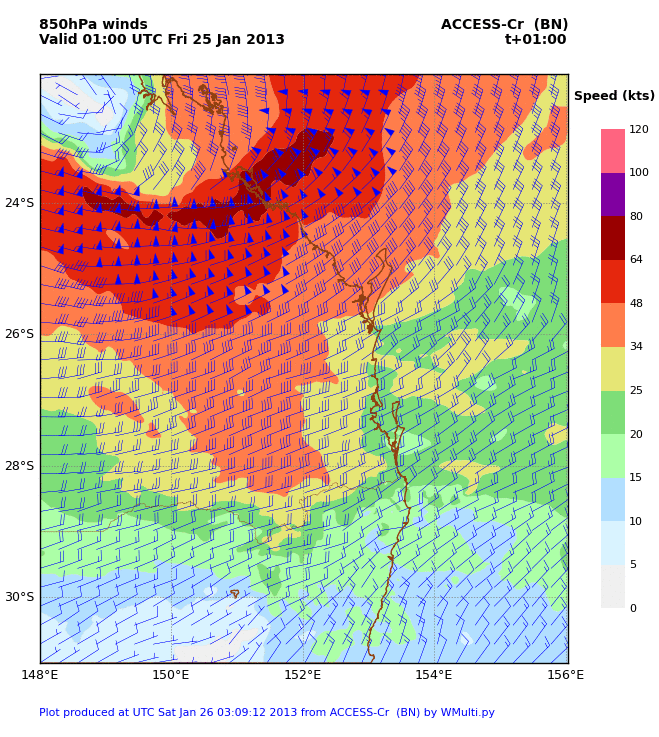 850hPa winds
ACCESS-Cr (BN)
Valid 01:00 UTC Fri 25 Jan 2013
t+01:00
Speed (kts)
120
100
80
64
48
34
25
20
15
10
5
0
24°S
26°S
28°S
30°S
148°E
150°E
152°E
154°E
156°E
Plot produced at UTC Sat Jan 26 03:09:12 2013 from ACCESS-Cr (BN) by WMulti.py